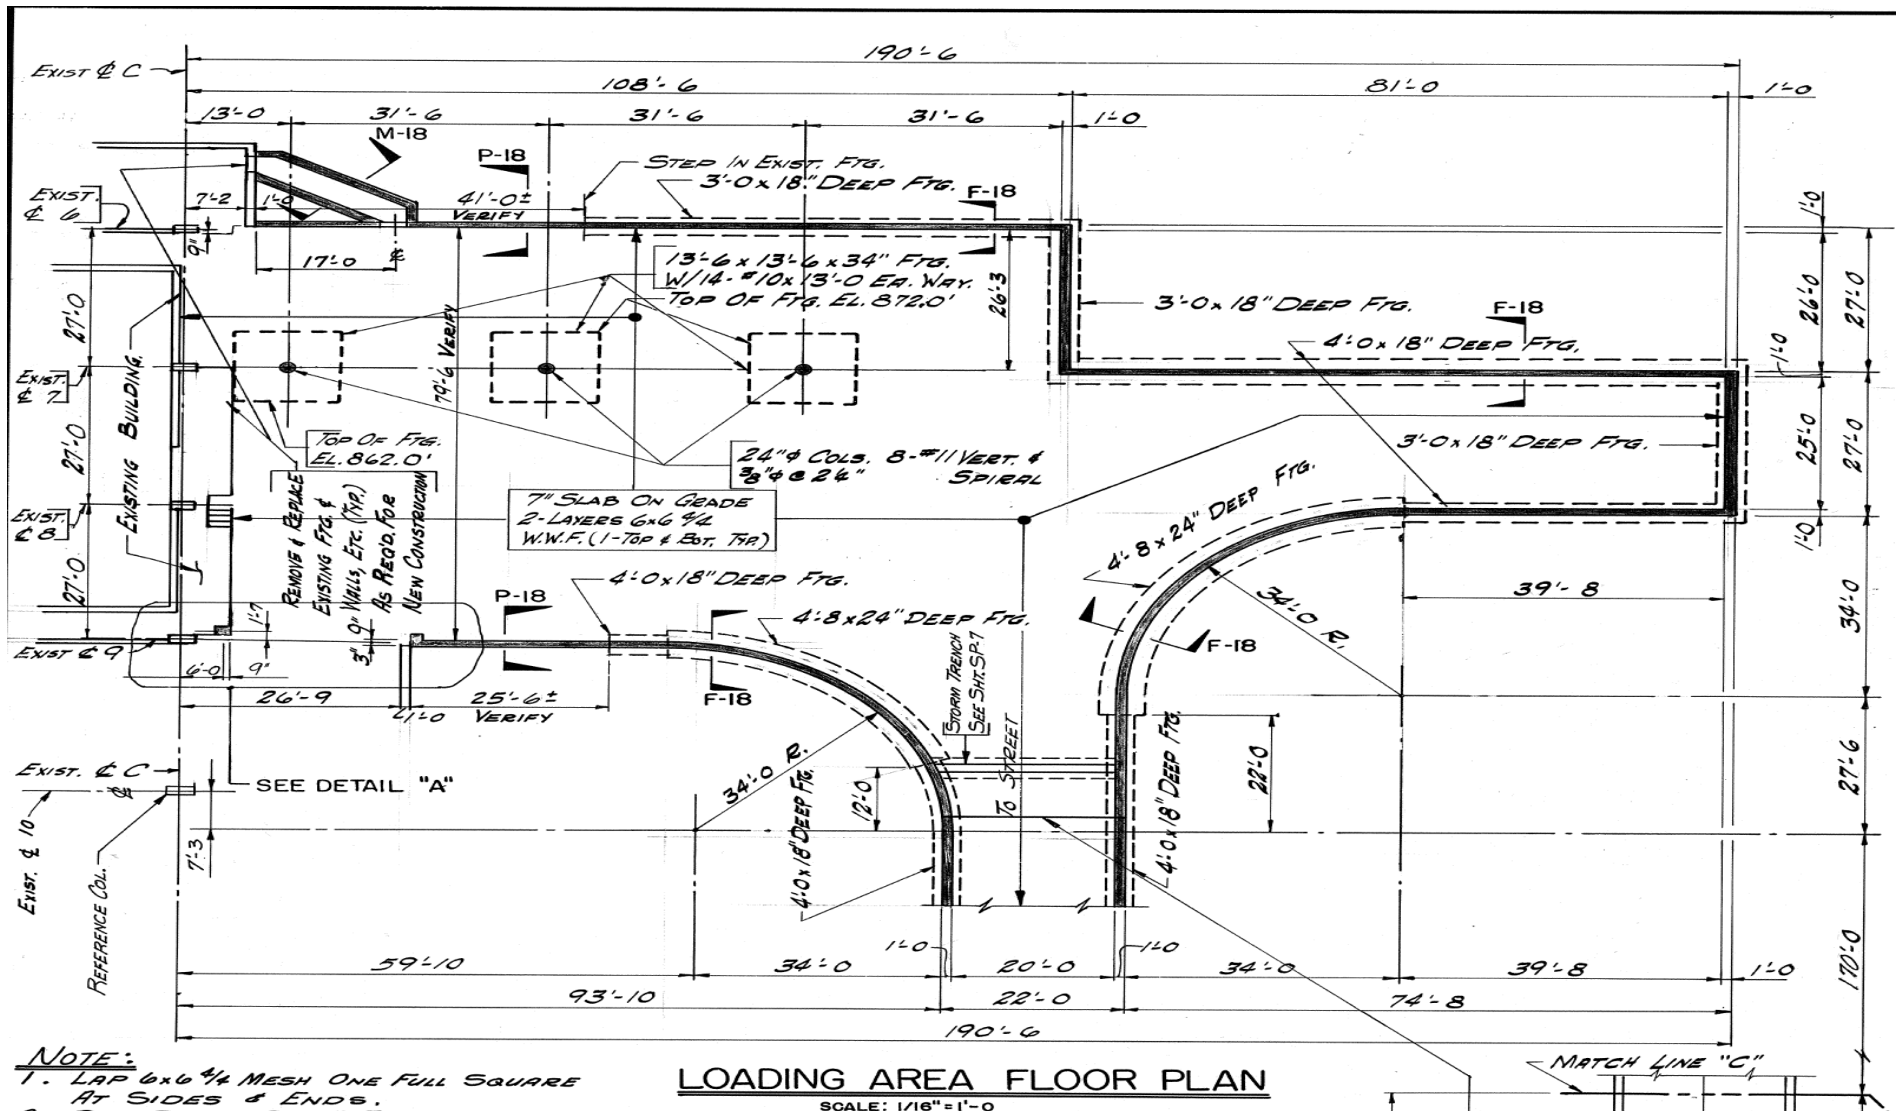 190'-6
EXIST ℄ C
108'-6
81'-0
1'-0
13'-0
31'-6
31'-6
31'-6
1'-0
M-18
P-18
STEP IN EXIST. FTG.
3'-0 x 18" DEEP FTG.
F-18
EXIST.
℄ 6
7'-2
1'-0
41'-0±
VERIFY
9"
17'-0
℄
13'-6 x 13'-6 x 34" FTG.
W/14-#10 x 13'-0 EA. WAY.
TOP OF FTG. EL. 872.0'
26'-3
3'-0 x 18" DEEP FTG.
F-18
4'-0 x 18" DEEP FTG.
1'-0
26'-0
27'-0
1'-0
27'-0
79'-6 VERIFY
EXIST.
℄ 7
EXISTING BUILDING
27'-0
TOP OF FTG.
EL. 862.0'
24"ϕ COLS. 8-#11 VERT. &
3/8"ϕ @ 2¼" SPIRAL
3'-0 x 18" DEEP FTG.
25'-0
27'-0
1'-0
REMOVE & REPLACE
EXISTING FTG. &
WALLS, ETC. (TYP.)
AS REQD. FOR
NEW CONSTRUCTION
7" SLAB ON GRADE
2-LAYERS 6x6 4/4
W.W.F. (1-TOP & BOT. TYP.)
EXIST.
℄ 8
27'-0
4'-8 x 24" DEEP FTG.
34'-0 R.
39'-8
34'-0
4'-0 x 18" DEEP FTG.
P-18
4'-8 x 24" DEEP FTG.
F-18
1'-7
9"
3"
EXIST ℄ 9
6'-0
9"
26'-9
1'-0
25'-6±
VERIFY
F-18
STORM TRENCH
SEE SHT. SP-7
TO STREET
4'-0 x 18" DEEP FTG.
22'-0
27'-6
EXIST. ℄ C
℄
SEE DETAIL "A"
34'-0 R.
12'-0
4'-0 x 18" DEEP FTG.
EXIST. ℄ 10
7'-3
REFERENCE COL.
170'-0
59'-10
34'-0
1'-0
20'-0
1'-0
34'-0
39'-8
1'-0
93'-10
22'-0
74'-8
190'-6
NOTE:
1. LAP 6x6 4/4 MESH ONE FULL SQUARE
AT SIDES & ENDS.
LOADING AREA FLOOR PLAN
SCALE: 1/16"=1'-0
MATCH LINE "C"